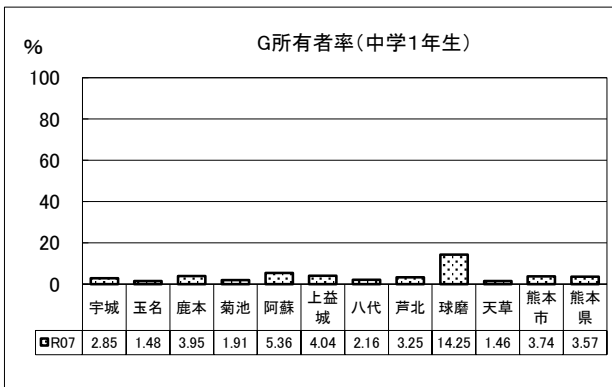 G所有者率(中学1年生)
%
100
80
60
40
20
0
宇城 玉名 鹿本 菊池 阿蘇 上益城 八代 芦北 球磨 天草 熊本市 熊本県
R07 2.85 1.48 3.95 1.91 5.36 4.04 2.16 3.25 14.25 1.46 3.74 3.57